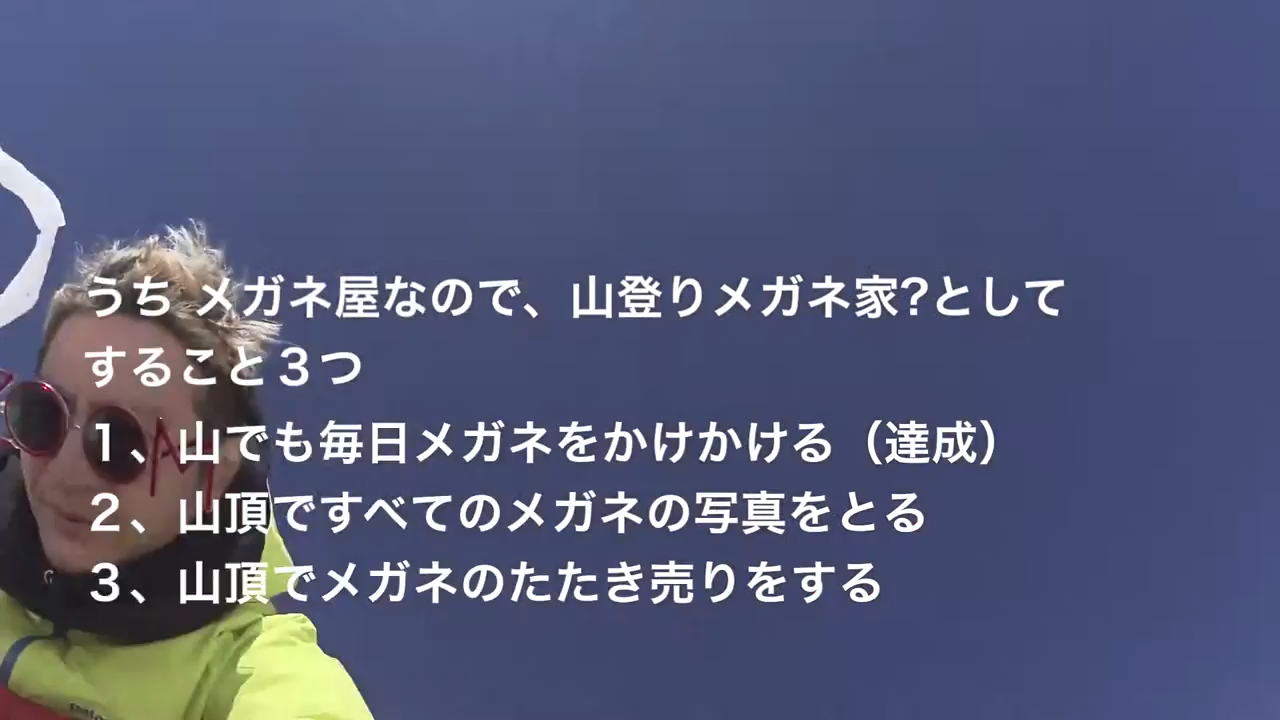 うち メガネ屋なので、山登りメガネ家?として
すること３つ
１、山でも毎日メガネをかけかける（達成）
２、山頂ですべてのメガネの写真をとる
３、山頂でメガネのたたき売りをする